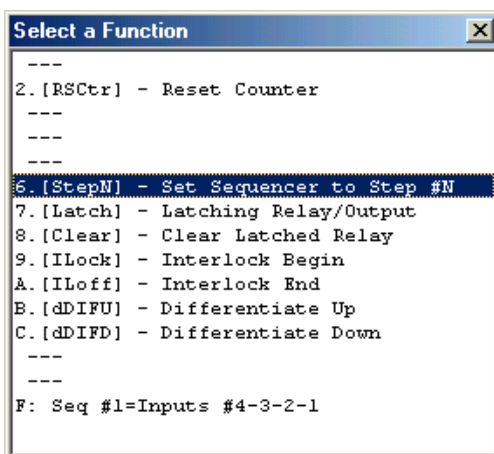 Select a Function
---
2.[RSCtr] - Reset Counter
---
---
---
6.[StepN] - Set Sequencer to Step #N
7.[Latch] - Latching Relay/Output
8.[Clear] - Clear Latched Relay
9.[ILock] - Interlock Begin
A.[ILoff] - Interlock End
B.[dDIFU] - Differentiate Up
C.[dDIFD] - Differentiate Down
---
---
F: Seq #1=Inputs #4-3-2-1